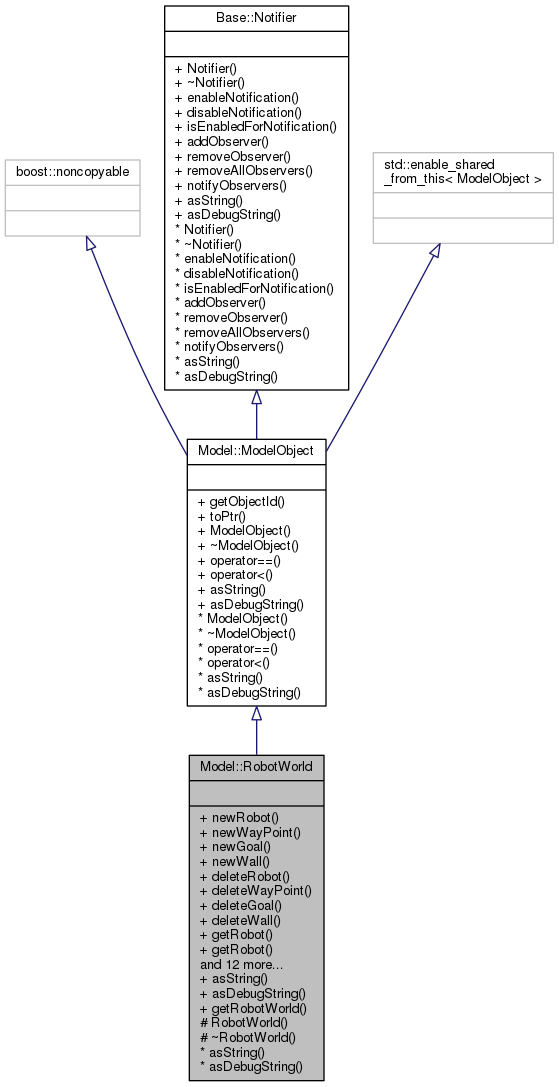 Base::Notifier
+ Notifier()
+ ~Notifier()
+ enableNotification()
+ disableNotification()
+ isEnabledForNotification()
+ addObserver()
+ removeObserver()
+ removeAllObservers()
+ notifyObservers()
+ asString()
+ asDebugString()
* Notifier()
* ~Notifier()
* enableNotification()
* disableNotification()
* isEnabledForNotification()
* addObserver()
* removeObserver()
* removeAllObservers()
* notifyObservers()
* asString()
* asDebugString()
boost::noncopyable
std::enable_shared
_from_this< ModelObject >
Model::ModelObject
+ getObjectId()
+ toPtr()
+ ModelObject()
+ ~ModelObject()
+ operator==()
+ operator<()
+ asString()
+ asDebugString()
* ModelObject()
* ~ModelObject()
* operator==()
* operator<()
* asString()
* asDebugString()
Model::RobotWorld
+ newRobot()
+ newWayPoint()
+ newGoal()
+ newWall()
+ deleteRobot()
+ deleteWayPoint()
+ deleteGoal()
+ deleteWall()
+ getRobot()
+ getRobot()
and 12 more...
+ asString()
+ asDebugString()
+ getRobotWorld()
# RobotWorld()
# ~RobotWorld()
* asString()
* asDebugString()